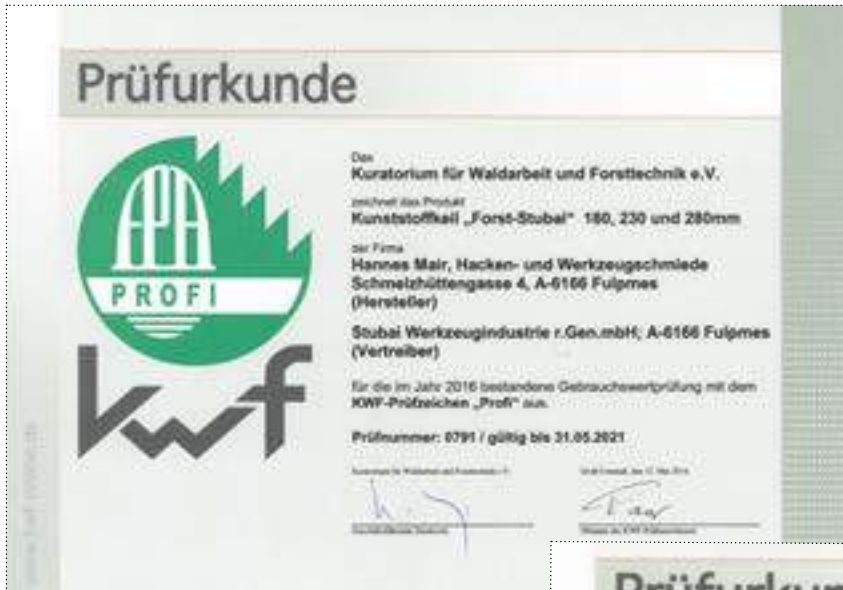 Prüfurkunde
FPA
PROFI
kwf
Das
Kuratorium für Waldarbeit und Forsttechnik e.V.
zeichnet das Produkt
Kunststoffkeil „Forst-Stubai“ 180, 230 und 280mm
der Firma
Hannes Mair, Hacken- und Werkzeugschmiede
Schmelzhüttengasse 4, A-6166 Fulpmes
(Hersteller)
Stubai Werkzeugindustrie r.Gen.mbH; A-6166 Fulpmes
(Vertreiber)
für die im Jahr 2016 bestandene Gebrauchswertprüfung mit dem
KWF-Prüfzeichen „Profi“ aus.
Prüfnummer: 0791 / gültig bis 31.05.2021